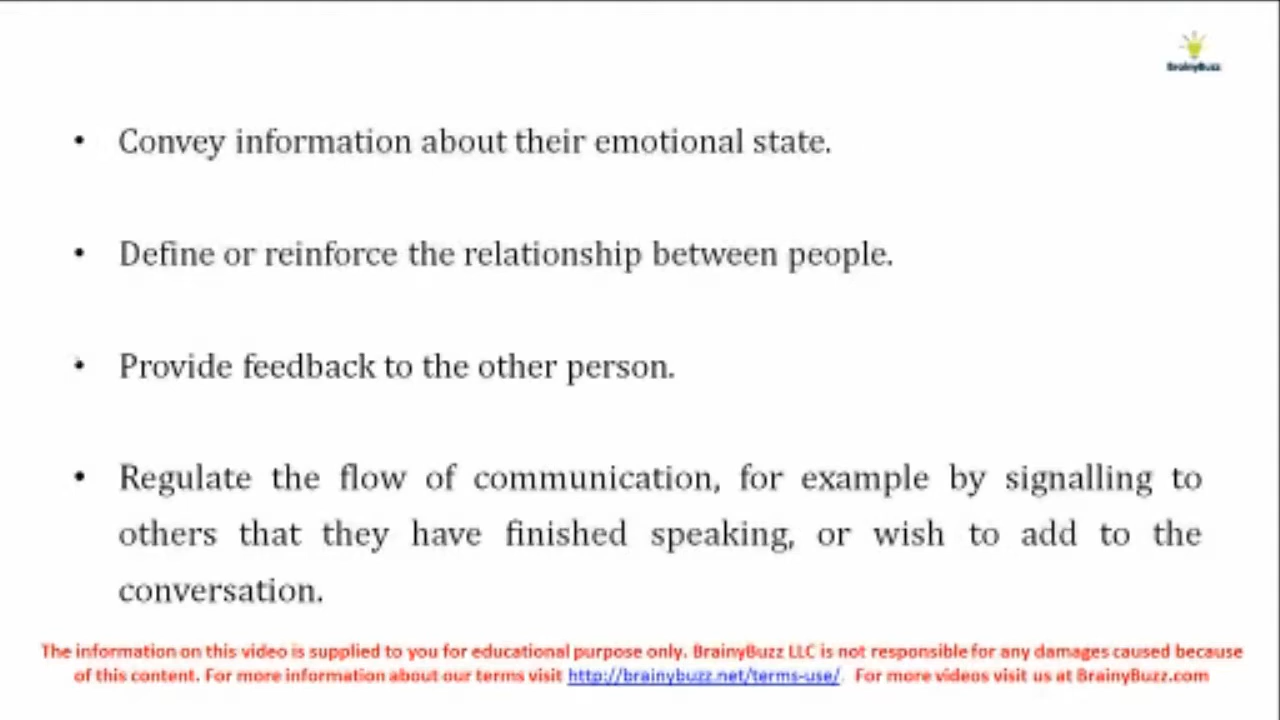 BrainyBuzz
• Convey information about their emotional state.
• Define or reinforce the relationship between people.
• Provide feedback to the other person.
• Regulate the flow of communication, for example by signalling to
others that they have finished speaking, or wish to add to the
conversation.
The information on this video is supplied to you for educational purpose only. BrainyBuzz LLC is not responsible for any damages caused because
of this content. For more information about our terms visit http://brainybuzz.net/terms-use/. For more videos visit us at BrainyBuzz.com